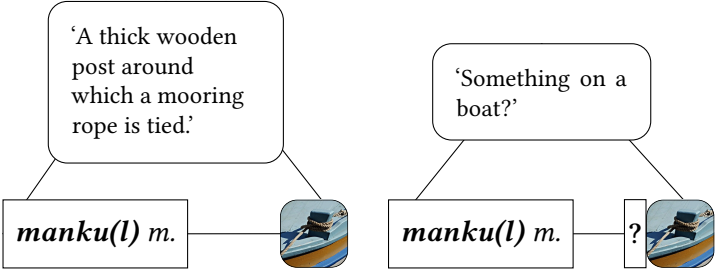 ‘A thick wooden
post around
which a mooring
rope is tied.’
manku(l) m.
‘Something on a
boat?’
manku(l) m.
?